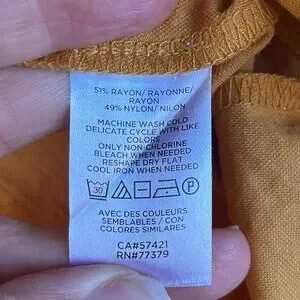 51% RAYON/ RAYONNE/
RAYON
49% NYLON/ NILON
MACHINE WASH COLD
DELICATE CYCLE WITH LIKE
COLORS
ONLY NON-CHLORINE
BLEACH WHEN NEEDED
RESHAPE DRY FLAT
COOL IRON WHEN NEEDED
30 P
AVEC DES COULEURS
SEMBLABLES / CON
COLORES SIMILARES
CA#57421
RN#77379